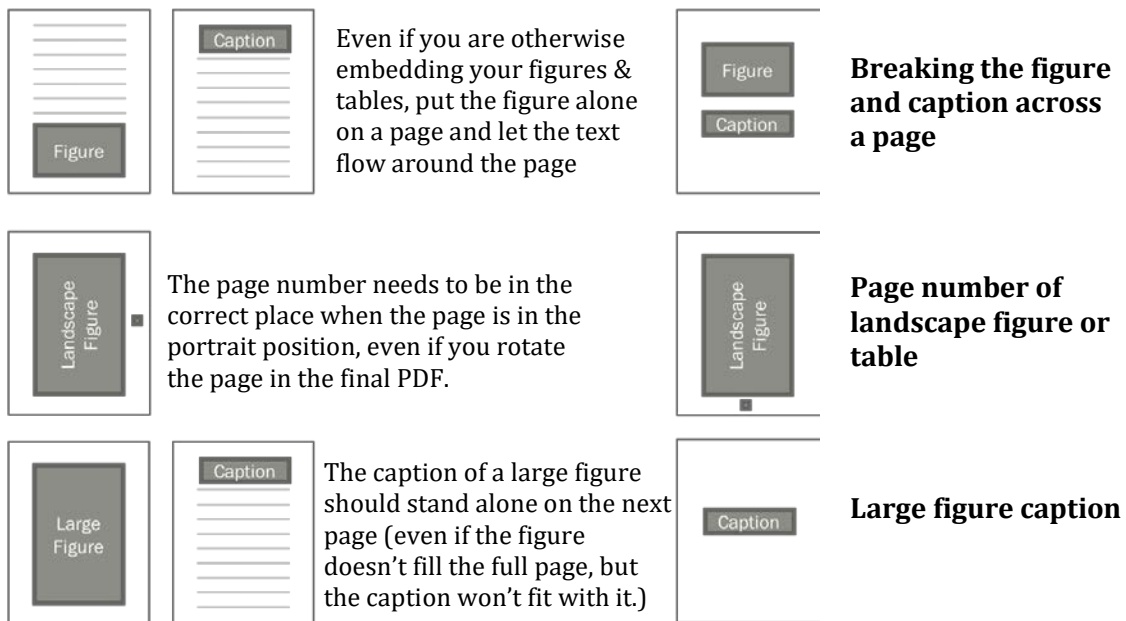 Figure
Caption
Even if you are otherwise
embedding your figures &
tables, put the figure alone
on a page and let the text
flow around the page
Figure
Caption
Breaking the figure
and caption across
a page
Landscape
Figure
The page number needs to be in the
correct place when the page is in the
portrait position, even if you rotate
the page in the final PDF.
Landscape
Figure
Page number of
landscape figure or
table
Large
Figure
Caption
The caption of a large figure
should stand alone on the next
page (even if the figure
doesn’t fill the full page, but
the caption won’t fit with it.)
Caption
Large figure caption